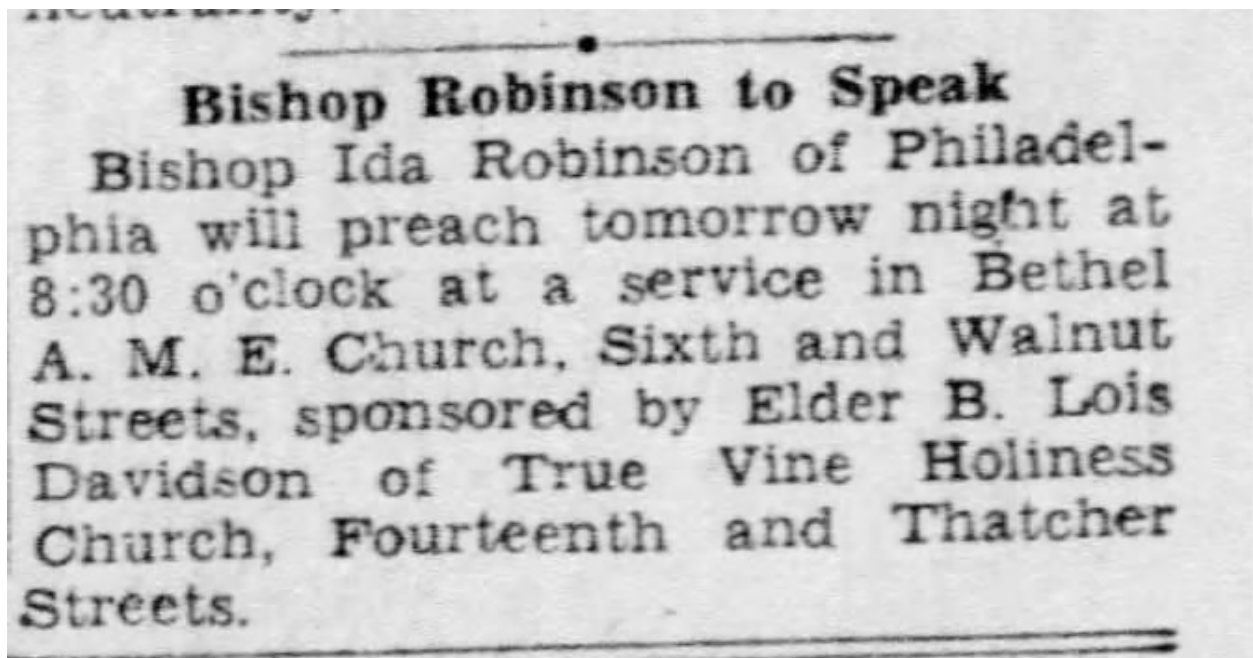 neutrality.
Bishop Robinson to Speak
Bishop Ida Robinson of Philadel-
phia will preach tomorrow night at
8:30 o'clock at a service in Bethel
A. M. E. Church, Sixth and Walnut
Streets, sponsored by Elder B. Lois
Davidson of True Vine Holiness
Church, Fourteenth and Thatcher
Streets.